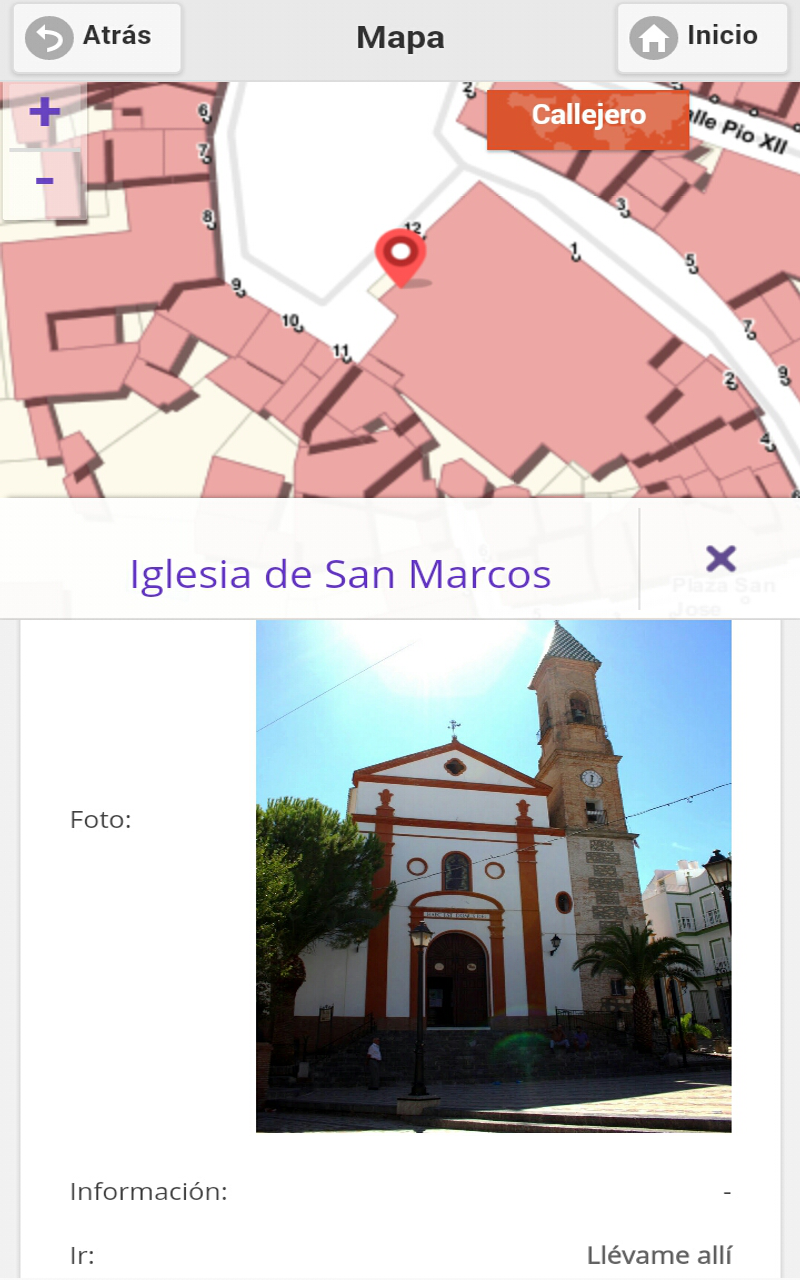 Atrás
Mapa
Inicio
+
-
Callejero
alle Pio XII
2
6
7
8
9
10
11
12
1
3
5
7
9
2
4
Iglesia de San Marcos
Plaza San
Jose
Foto:
Información:
-
Ir:
Llévame allí